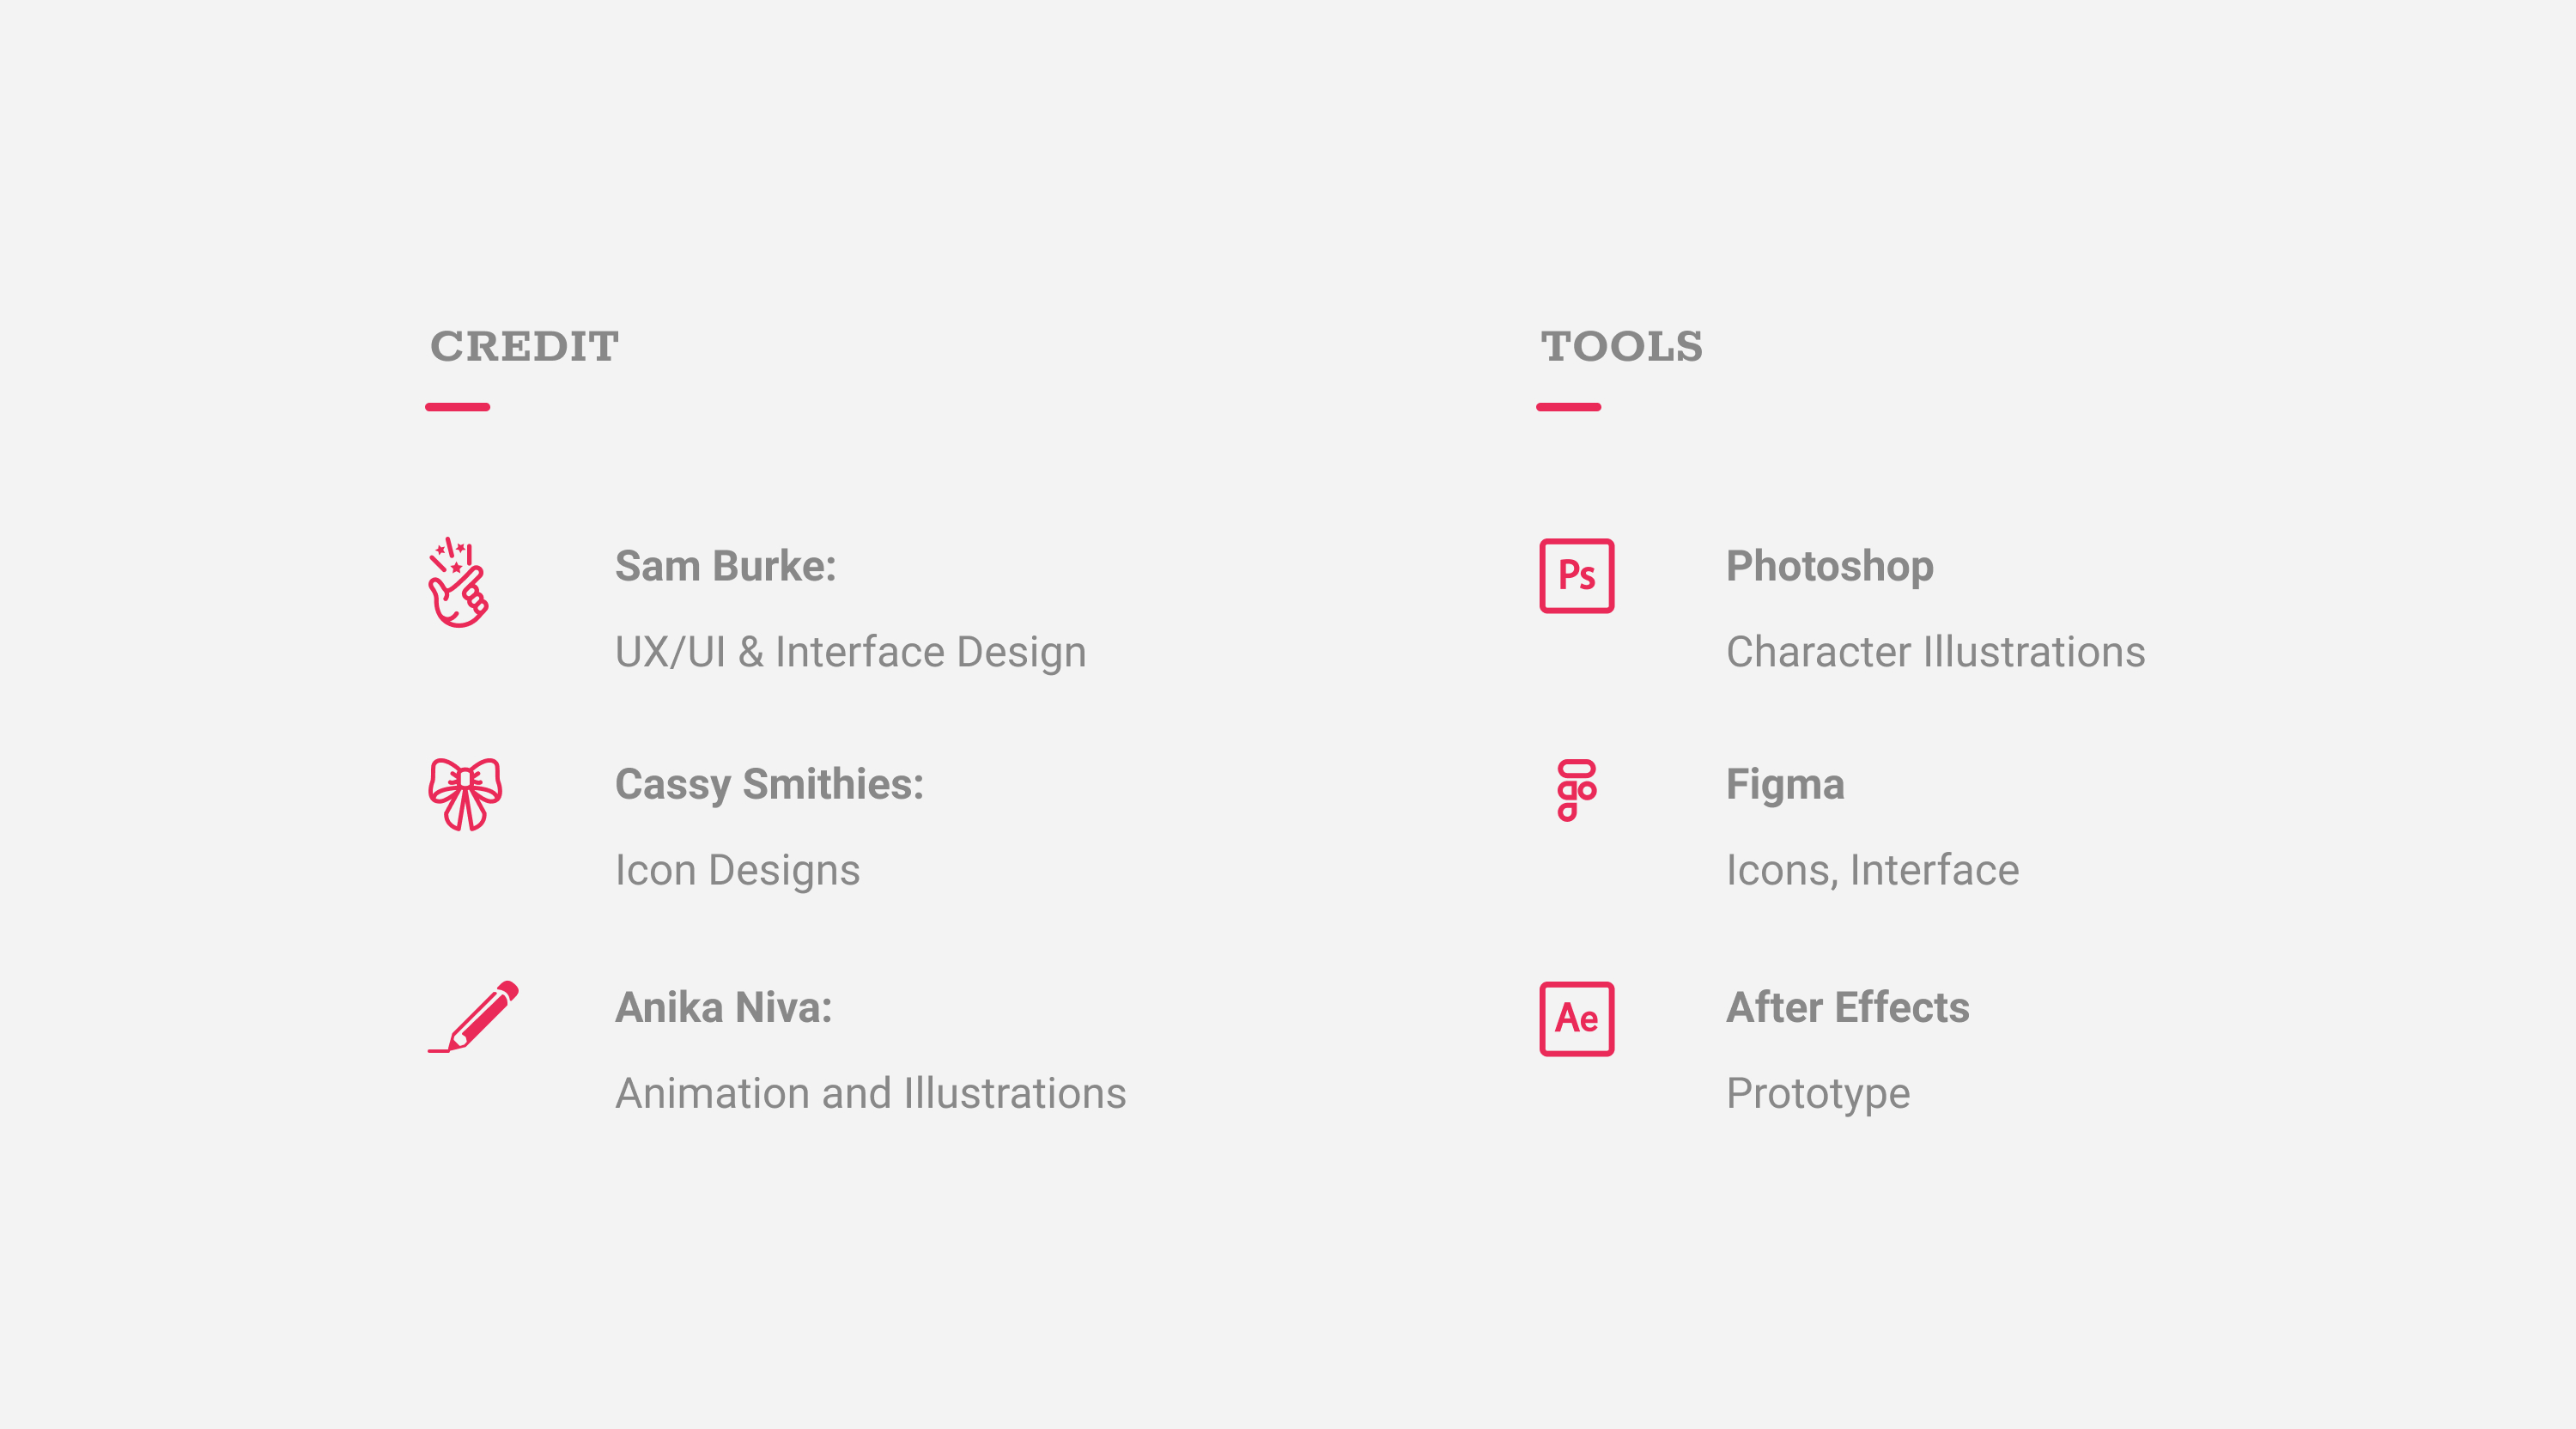 CREDIT
Sam Burke:
UX/UI & Interface Design
Cassy Smithies:
Icon Designs
Anika Niva:
Animation and Illustrations
TOOLS
Ps
Photoshop
Character Illustrations
Figma
Icons, Interface
Ae
After Effects
Prototype